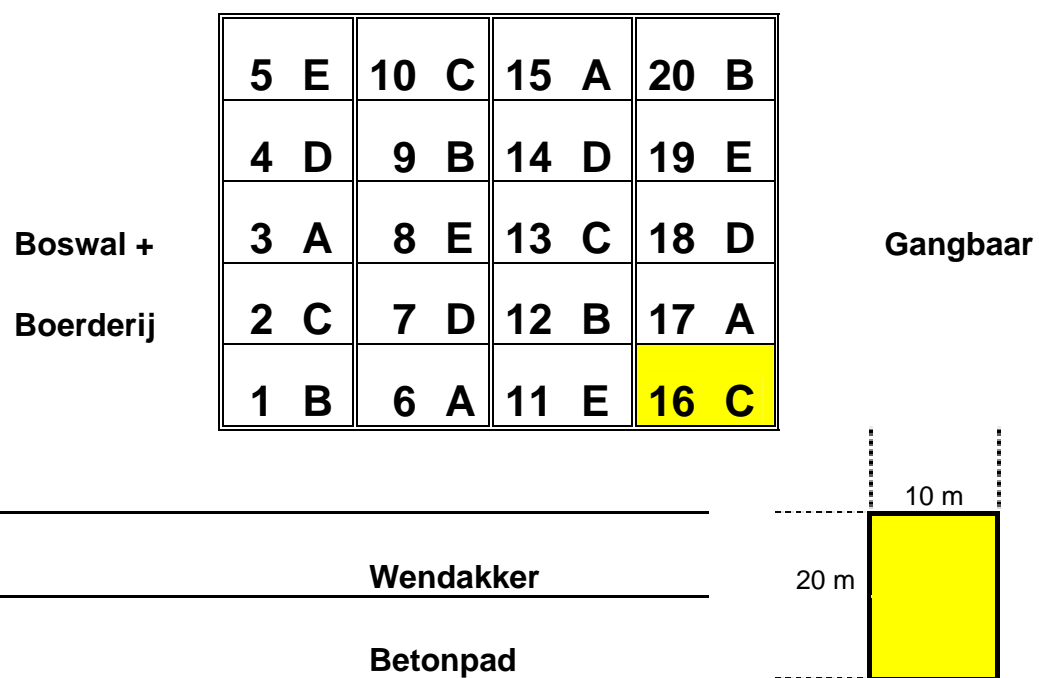 5 E 10 C 15 A 20 B
4 D 9 B 14 D 19 E
Boswal + 3 A 8 E 13 C 18 D Gangbaar
Boerderij 2 C 7 D 12 B 17 A
1 B 6 A 11 E 16 C
10 m
Wendakker 20 m
Betonpad